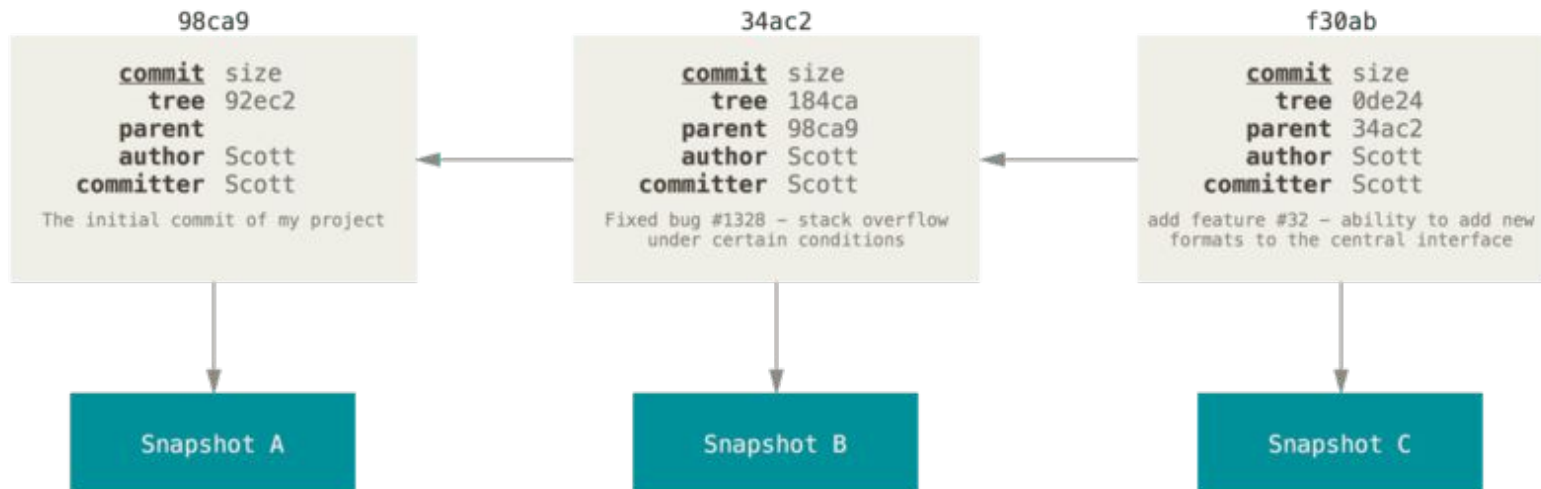 98ca9
commit size
tree 92ec2
parent
author Scott
committer Scott
The initial commit of my project
Snapshot A
34ac2
commit size
tree 184ca
parent 98ca9
author Scott
committer Scott
Fixed bug #1328 – stack overflow
under certain conditions
Snapshot B
f30ab
commit size
tree 0de24
parent 34ac2
author Scott
committer Scott
add feature #32 – ability to add new
formats to the central interface
Snapshot C